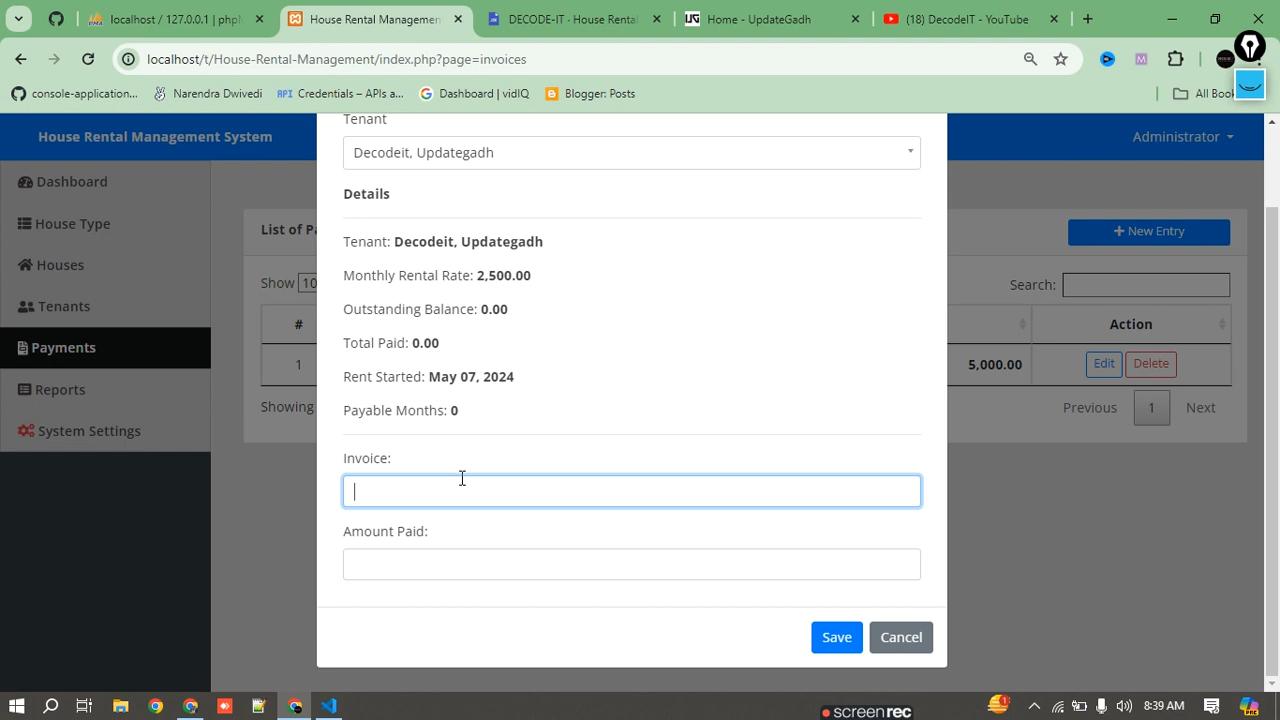 localhost / 127.0.0.1 | php
House Rental Managemen
DECODE-IT - House Rental
UG
Home - UpdateGadh
(18) DecodeIT - YouTube
localhost/t/House-Rental-Management/index.php?page=invoices
console-application...
Narendra Dwivedi
API Credentials – APIs a...
Dashboard | vidIQ
Blogger: Posts
All Boo
House Rental Management System
Administrator
Tenant
Decodeit, Updategadh
Dashboard
House Type
Houses
Tenants
Payments
Reports
System Settings
Details
Tenant: Decodeit, Updategadh
Monthly Rental Rate: 2,500.00
Outstanding Balance: 0.00
Total Paid: 0.00
Rent Started: May 07, 2024
Payable Months: 0
Invoice:
Amount Paid:
Save
Cancel
List of P
+ New Entry
Show 10
Search:
#
Action
1
5,000.00
Edit
Delete
Showing
Previous
1
Next
screenrec
1
8:39 AM
PRE